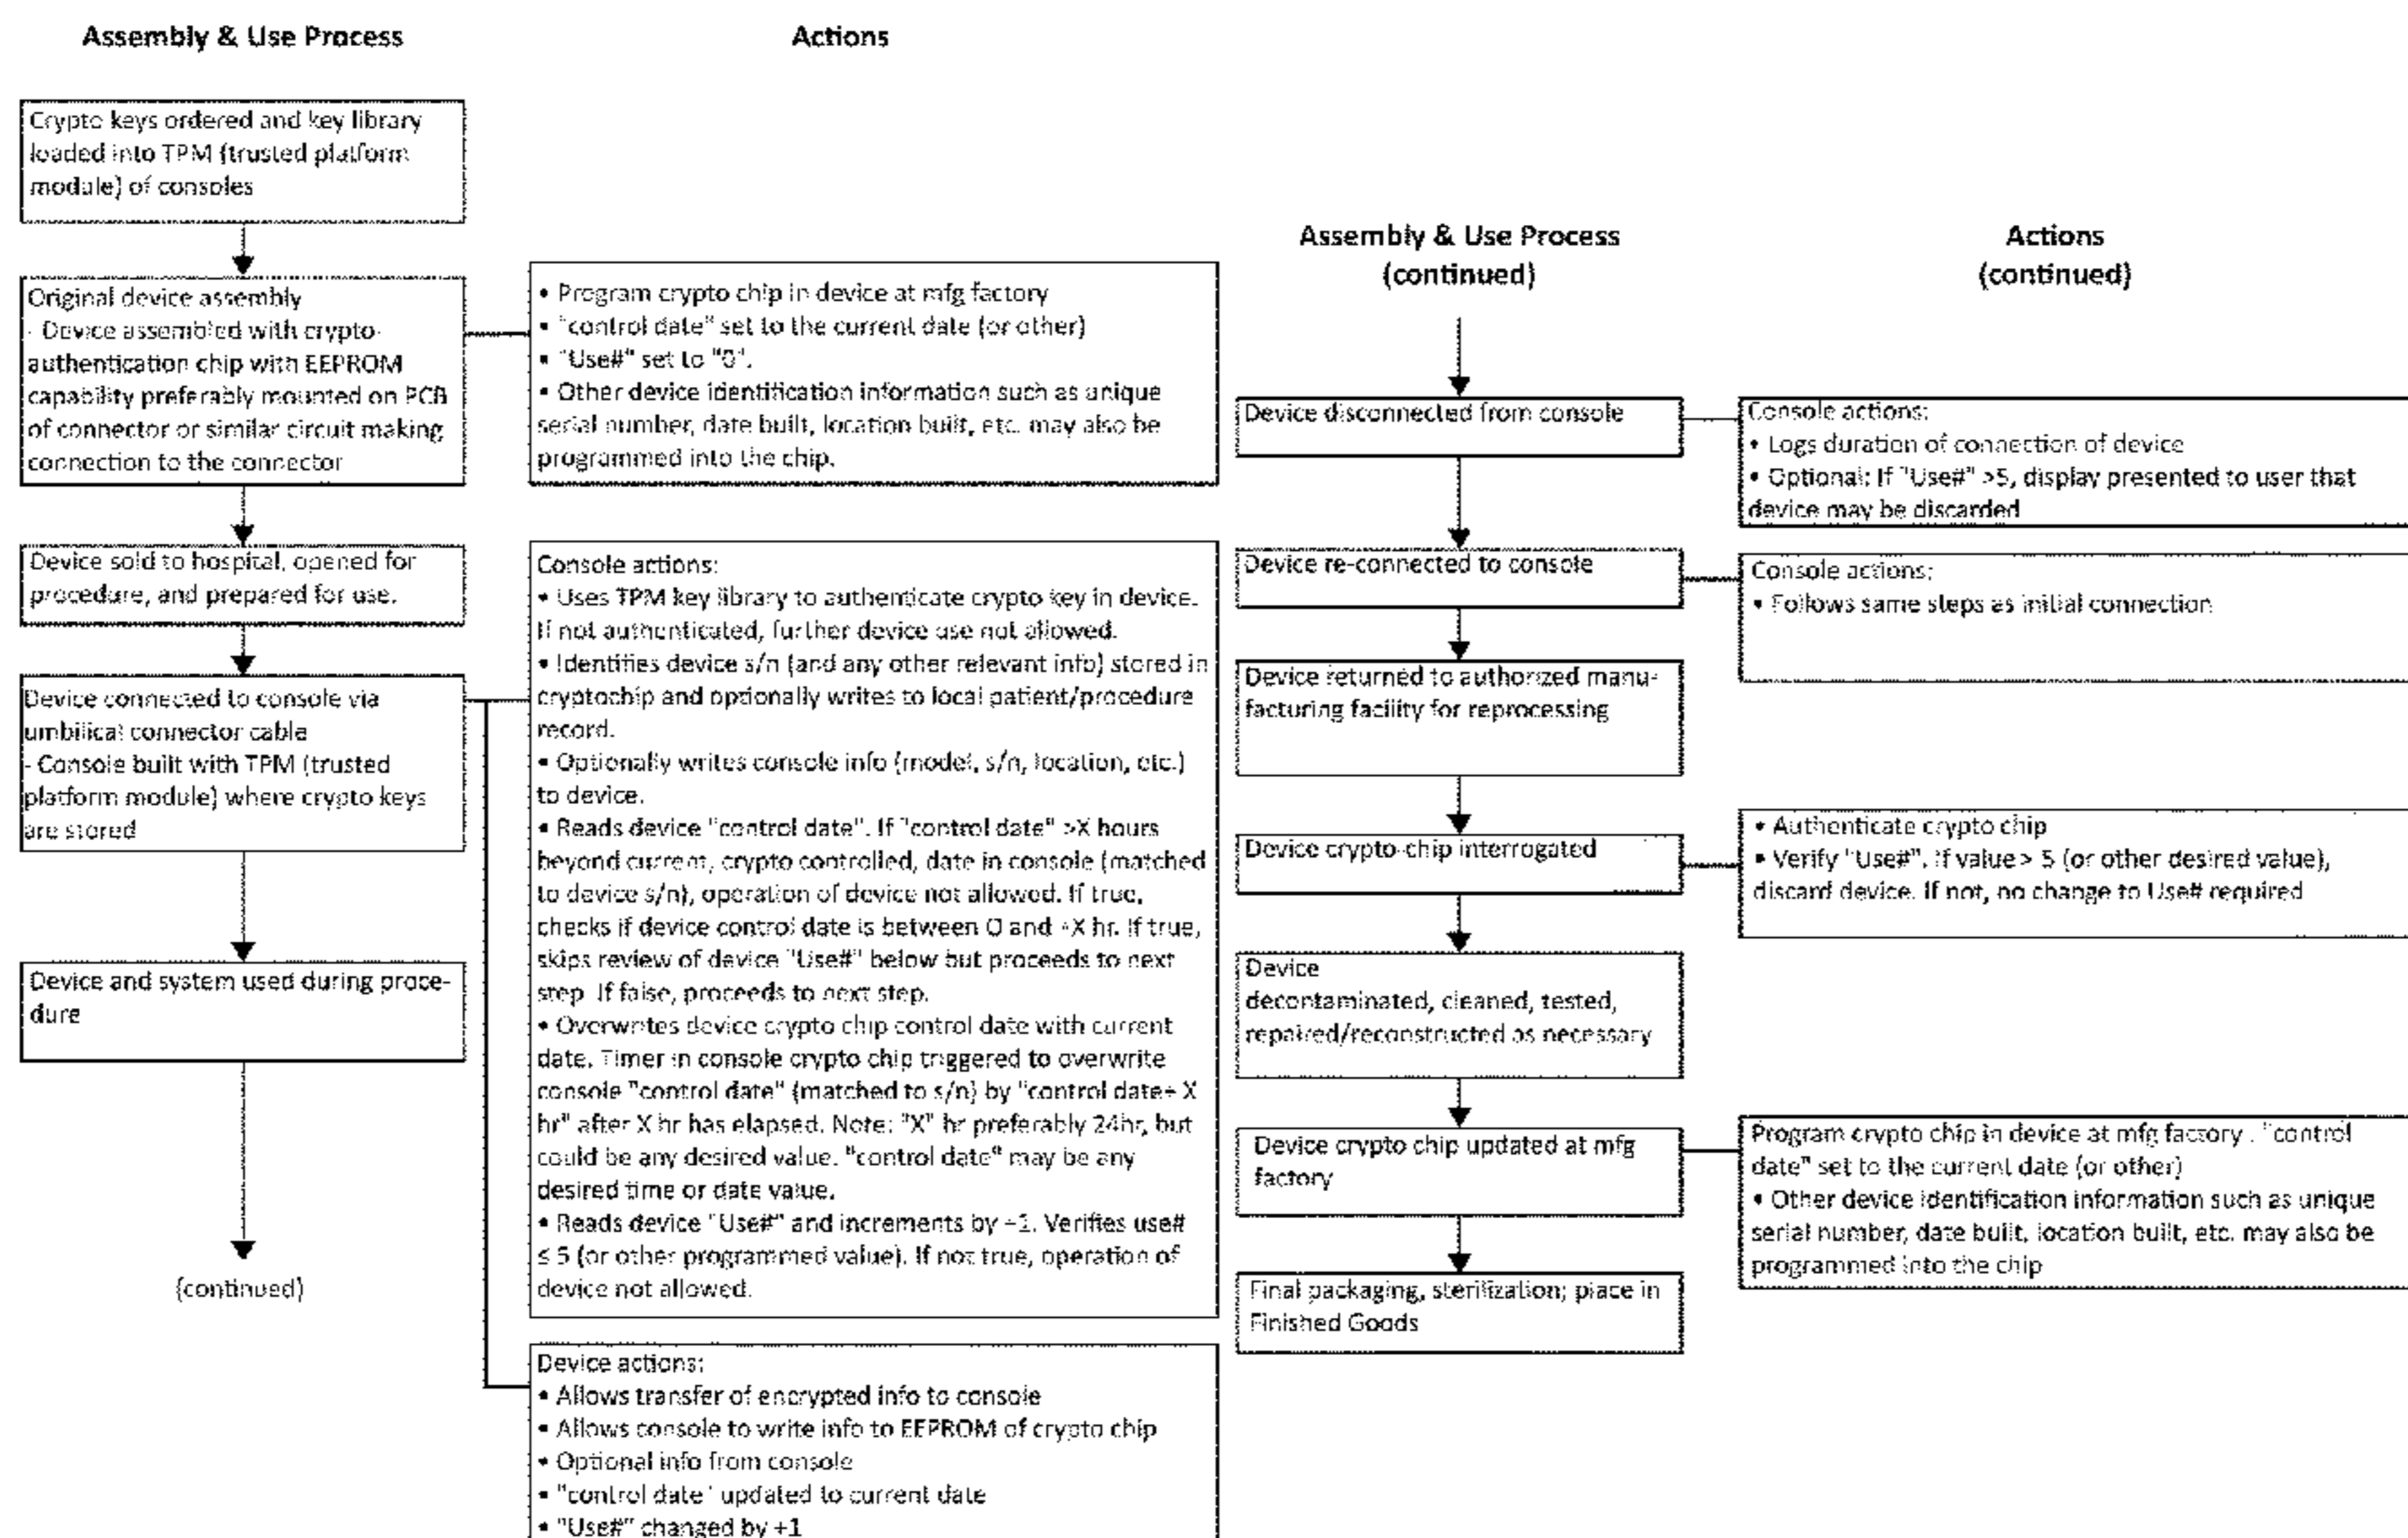 Assembly & Use Process
Actions
Crypto keys ordered and key library
loaded into TPM (trusted platform
module) of consoles
Original device assembly
- Device assembled with crypto-
authentication chip with EEPROM
capability preferably mounted on PCB
of connector or similar circuit making
connection to the connector
• Program crypto chip in device at mfg factory
• "control date" set to the current date (or other)
• "Use#" set to "0".
• Other device identification information such as unique
serial number, date built, location built, etc. may also be
programmed into the chip.
Device sold to hospital, opened for
procedure, and prepared for use.
Device connected to console via
umbilical connector cable
- Console built with TPM (trusted
platform module) where crypto keys
are stored
Console actions:
• Uses TPM key library to authenticate crypto key in device.
If not authenticated, further device use not allowed.
• Identifies device s/n (and any other relevant info) stored in
cryptochip and optionally writes to local patient/procedure
record.
• Optionally writes console info (model, s/n, location, etc.)
to device.
• Reads device "control date". If "control date" >X hours
beyond current, crypto controlled, date in console (matched
to device s/n), operation of device not allowed. If true,
checks if device control date is between 0 and +X hr. If true,
skips review of device "Use#" below but proceeds to next
step. If false, proceeds to next step.
• Overwrites device crypto chip control date with current
date. Timer in console crypto chip triggered to overwrite
console "control date" (matched to s/n) by "control date+ X
hr" after X hr has elapsed. Note: "X" hr preferably 24hr, but
could be any desired value. "control date" may be any
desired time or date value.
• Reads device "Use#" and increments by +1. Verifies use#
≤ 5 (or other programmed value). If not true, operation of
device not allowed.
Device and system used during proce-
dure
(continued)
Device actions:
• Allows transfer of encrypted info to console
• Allows console to write info to EEPROM of crypto chip
• Optional info from console
• "control date" updated to current date
• "Use#" changed by +1
Assembly & Use Process
(continued)
Actions
(continued)
Device disconnected from console
Console actions:
• Logs duration of connection of device
• Optional: If "Use#" >5, display presented to user that
device may be discarded
Device re-connected to console
Console actions:
• Follows same steps as initial connection
Device returned to authorized manu-
facturing facility for reprocessing
Device crypto-chip interrogated
• Authenticate crypto chip
• Verify "Use#". If value > 5 (or other desired value),
discard device. If not, no change to Use# required
Device
decontaminated, cleaned, tested,
repaired/reconstructed as necessary
Device crypto chip updated at mfg
factory
Program crypto chip in device at mfg factory . "control
date" set to the current date (or other)
• Other device identification information such as unique
serial number, date built, location built, etc. may also be
programmed into the chip
Final packaging, sterilization; place in
Finished Goods